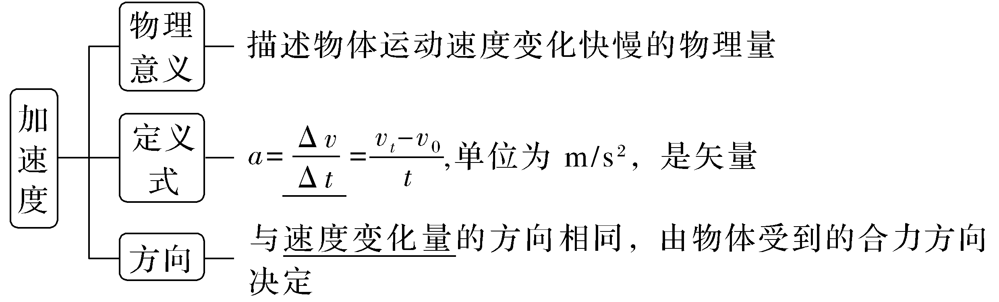 加速度
物理意义
描述物体运动速度变化快慢的物理量
定义式
a=Δv/Δt=(v_t-v_0)/t,单位为 m/s²，是矢量
方向
与速度变化量的方向相同，由物体受到的合力方向
决定